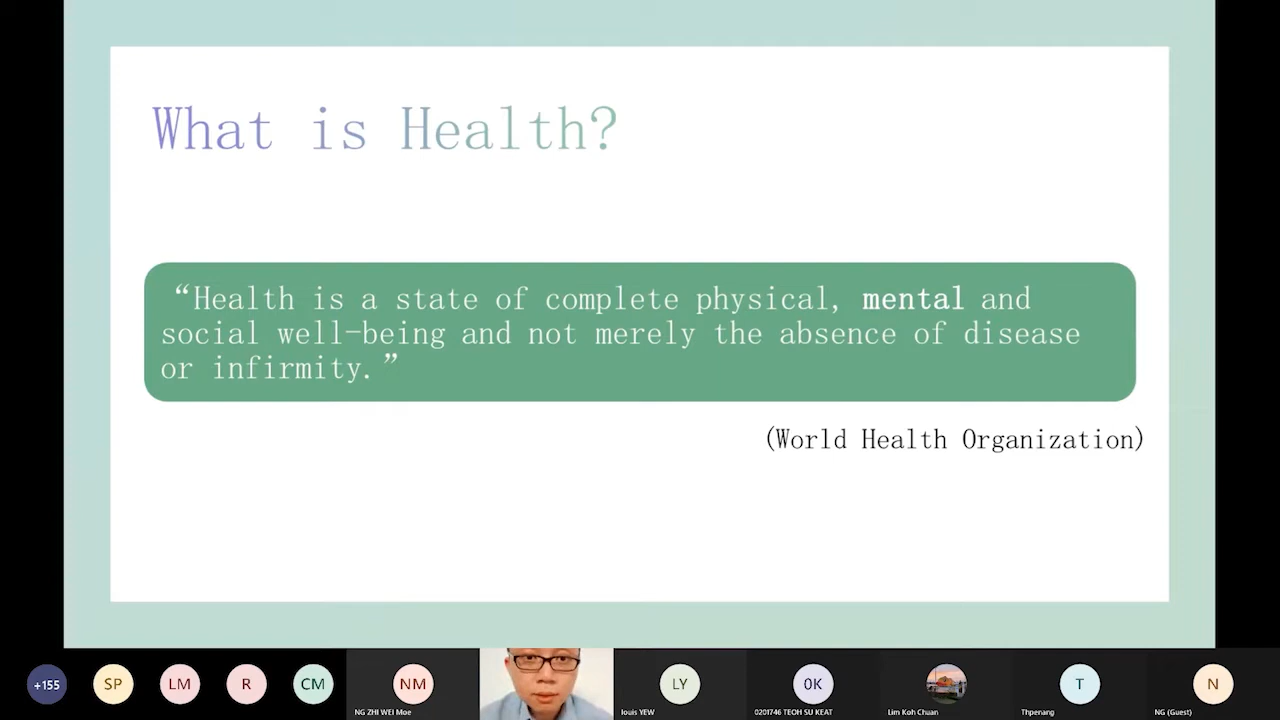 What is Health?
“Health is a state of complete physical, mental and
social well-being and not merely the absence of disease
or infirmity.”
(World Health Organization)
+155
SP
LM
R
CM
NM
LY
0K
T
N
NG ZHI WEI Moe
louis YEW
0201746 TEOH SU KEAT
Lim Koh Chuan
Thpenang
NG (Guest)